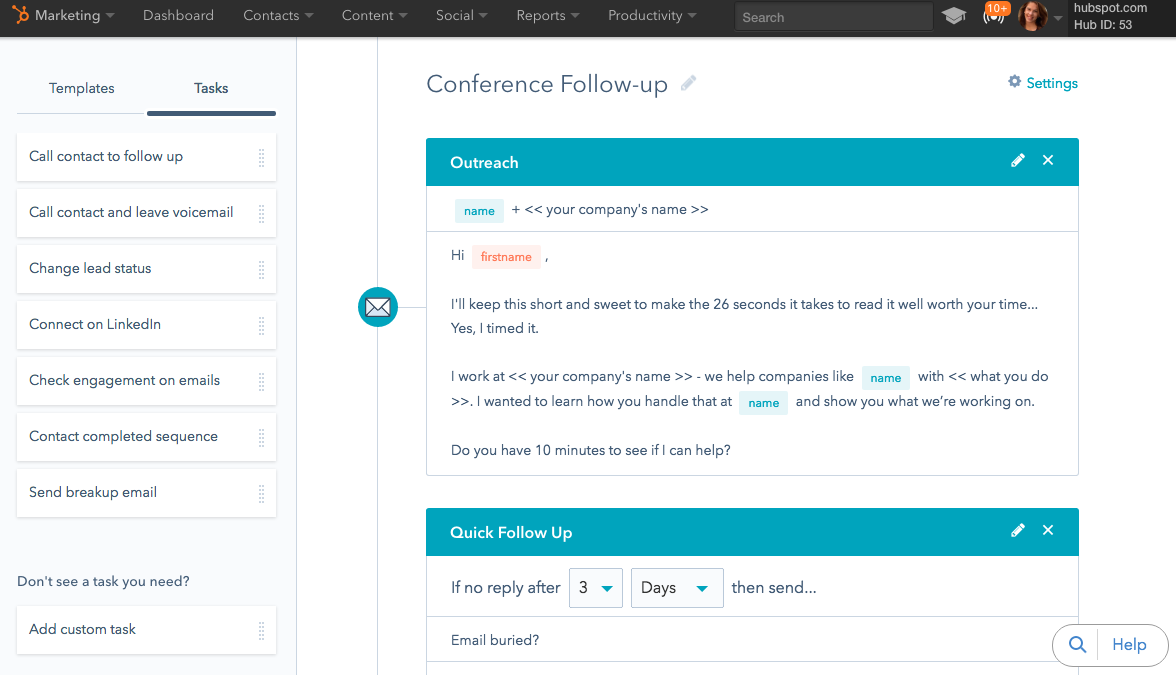 Marketing Dashboard Contacts Content Social Reports Productivity Search 10+ hubspot.com
Hub ID: 53
Templates Tasks
Call contact to follow up
Call contact and leave voicemail
Change lead status
Connect on LinkedIn
Check engagement on emails
Contact completed sequence
Send breakup email
Don't see a task you need?
Add custom task
Conference Follow-up
Settings
Outreach
name + << your company's name >>
Hi firstname ,
I'll keep this short and sweet to make the 26 seconds it takes to read it well worth your time...
Yes, I timed it.
I work at << your company's name >> - we help companies like name with << what you do
>>. I wanted to learn how you handle that at name and show you what we’re working on.
Do you have 10 minutes to see if I can help?
Quick Follow Up
If no reply after 3 Days then send...
Email buried?
Help